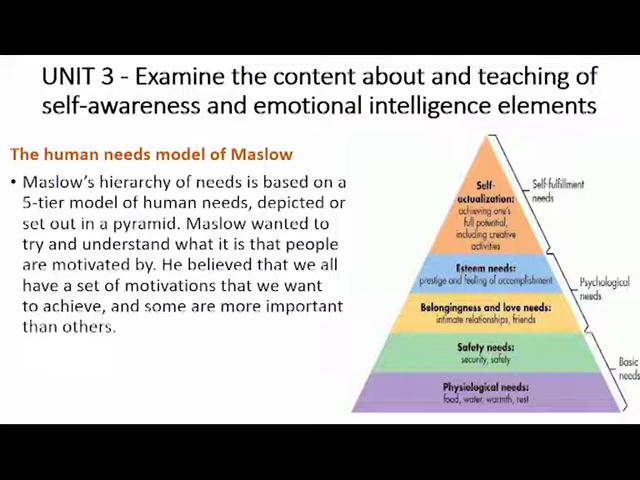 UNIT 3 - Examine the content about and teaching of
self-awareness and emotional intelligence elements
The human needs model of Maslow
• Maslow's hierarchy of needs is based on a
5-tier model of human needs, depicted or
set out in a pyramid. Maslow wanted to
try and understand what it is that people
are motivated by. He believed that we all
have a set of motivations that we want
to achieve, and some are more important
than others.
Self-
actualization:
achieving one's
full potential,
including creative
activities
Self-fulfillment
needs
Esteem needs:
prestige and feeling of accomplishment
Belongingness and love needs:
intimate relationships, friends
Psychological
needs
Safety needs:
security, safety
Physiological needs:
food, water, warmth, rest
Basic
needs